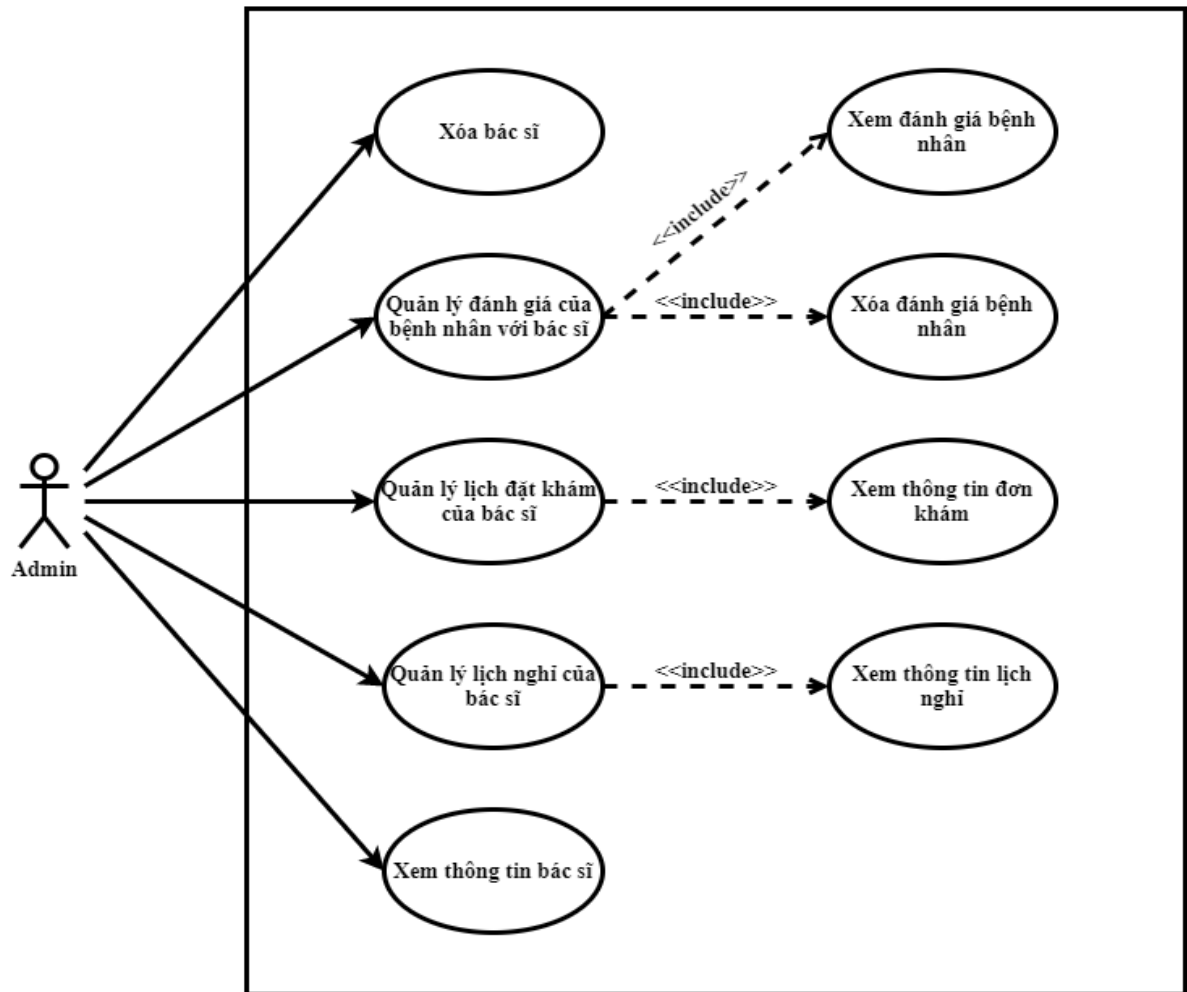 Xóa bác sĩ
Xem đánh giá bệnh
nhân
<<include>>
Quản lý đánh giá của
bệnh nhân với bác sĩ
<<include>>
Xóa đánh giá bệnh
nhân
Admin
Quản lý lịch đặt khám
của bác sĩ
<<include>>
Xem thông tin đơn
khám
Quản lý lịch nghỉ của
bác sĩ
<<include>>
Xem thông tin lịch
nghỉ
Xem thông tin bác sĩ